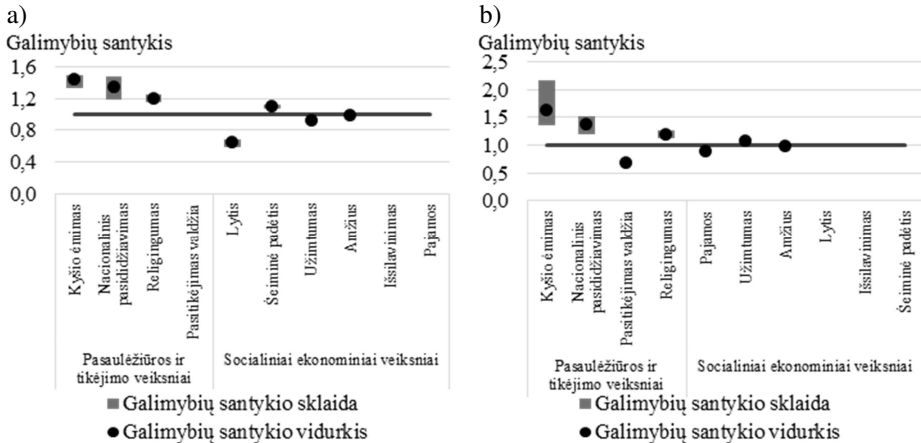 a)
Galimybių santykis
1,6
1,2
0,8
0,4
0,0
Kyšio ėmimas
Nacionalinis
pasididžiavimas
Religingumas
Pasitikėjimas valdžia
Lytis
Šeiminė padėtis
Užimtumas
Amžius
Išsilavinimas
Pajamos
Pasaulėžiūros ir
tikėjimo veiksniai
Socialiniai ekonominiai veiksniai
Galimybių santykio sklaida
Galimybių santykio vidurkis
b)
Galimybių santykis
2,5
2,0
1,5
1,0
0,5
0,0
Kyšio ėmimas
Nacionalinis
pasididžiavimas
Pasitikėjimas valdžia
Religingumas
Pajamos
Užimtumas
Amžius
Lytis
Išsilavinimas
Šeiminė padėtis
Pasaulėžiūros ir
tikėjimo veiksniai
Socialiniai ekonominiai veiksniai
Galimybių santykio sklaida
Galimybių santykio vidurkis